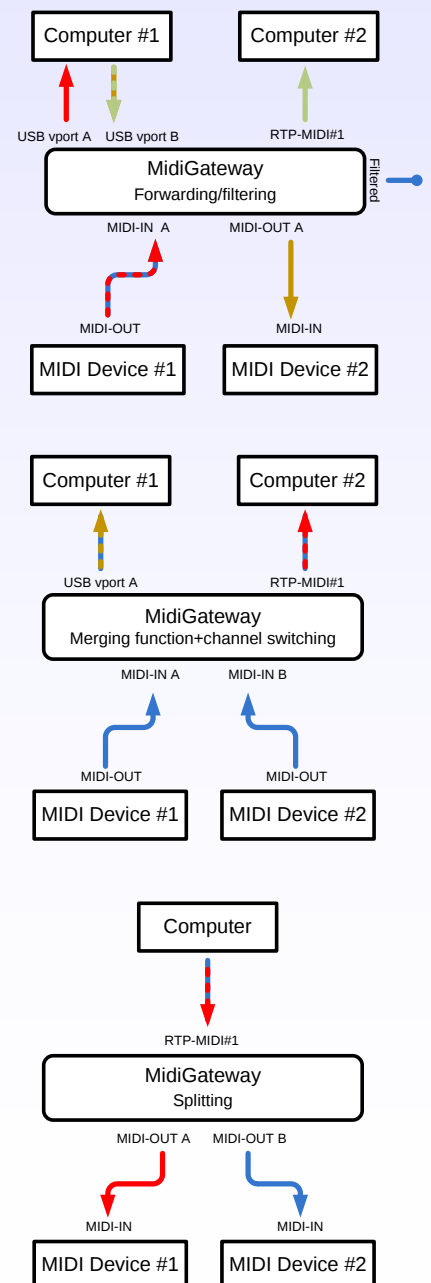 Computer #1
Computer #2
USB vport A
USB vport B
RTP-MIDI#1
MidiGateway
Forwarding/filtering
Filtered
MIDI-IN  A
MIDI-OUT A
MIDI-OUT
MIDI-IN
MIDI Device #1
MIDI Device #2
Computer #1
Computer #2
USB vport A
RTP-MIDI#1
MidiGateway
Merging function+channel switching
MIDI-IN A
MIDI-IN B
MIDI-OUT
MIDI-OUT
MIDI Device #1
MIDI Device #2
Computer
RTP-MIDI#1
MidiGateway
Splitting
MIDI-OUT A
MIDI-OUT B
MIDI-IN
MIDI-IN
MIDI Device #1
MIDI Device #2